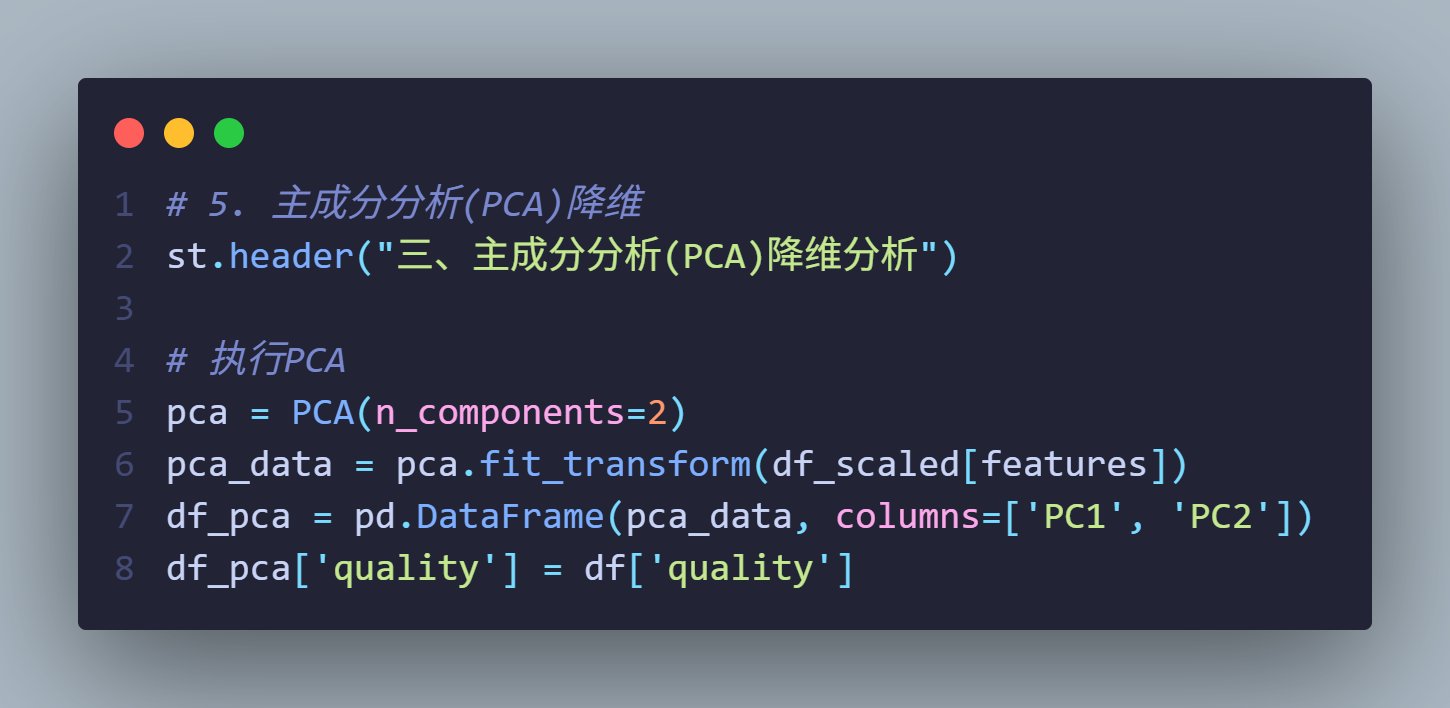 1 # 5. 主成分分析(PCA)降维
2 st.header("三、主成分分析(PCA)降维分析")
3
4 # 执行PCA
5 pca = PCA(n_components=2)
6 pca_data = pca.fit_transform(df_scaled[features])
7 df_pca = pd.DataFrame(pca_data, columns=['PC1', 'PC2'])
8 df_pca['quality'] = df['quality']